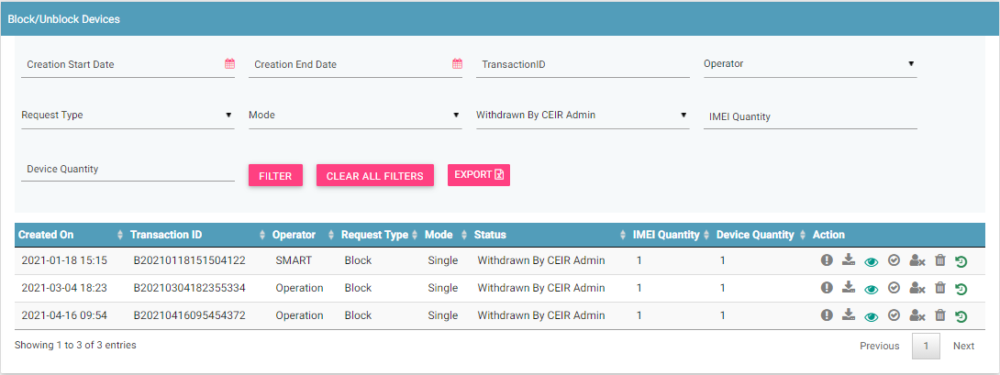 Block/Unblock Devices
Creation Start Date Creation End Date TransactionID Operator
Request Type Mode Withdrawn By CEIR Admin IMEI Quantity
Device Quantity FILTER CLEAR ALL FILTERS EXPORT
Created On Transaction ID Operator Request Type Mode Status IMEI Quantity Device Quantity Action
2021-01-18 15:15 B20210118151504122 SMART Block Single Withdrawn By CEIR Admin 1 1
2021-03-04 18:23 B20210304182355334 Operation Block Single Withdrawn By CEIR Admin 1 1
2021-04-16 09:54 B20210416095454372 Operation Block Single Withdrawn By CEIR Admin 1 1
Showing 1 to 3 of 3 entries Previous 1 Next